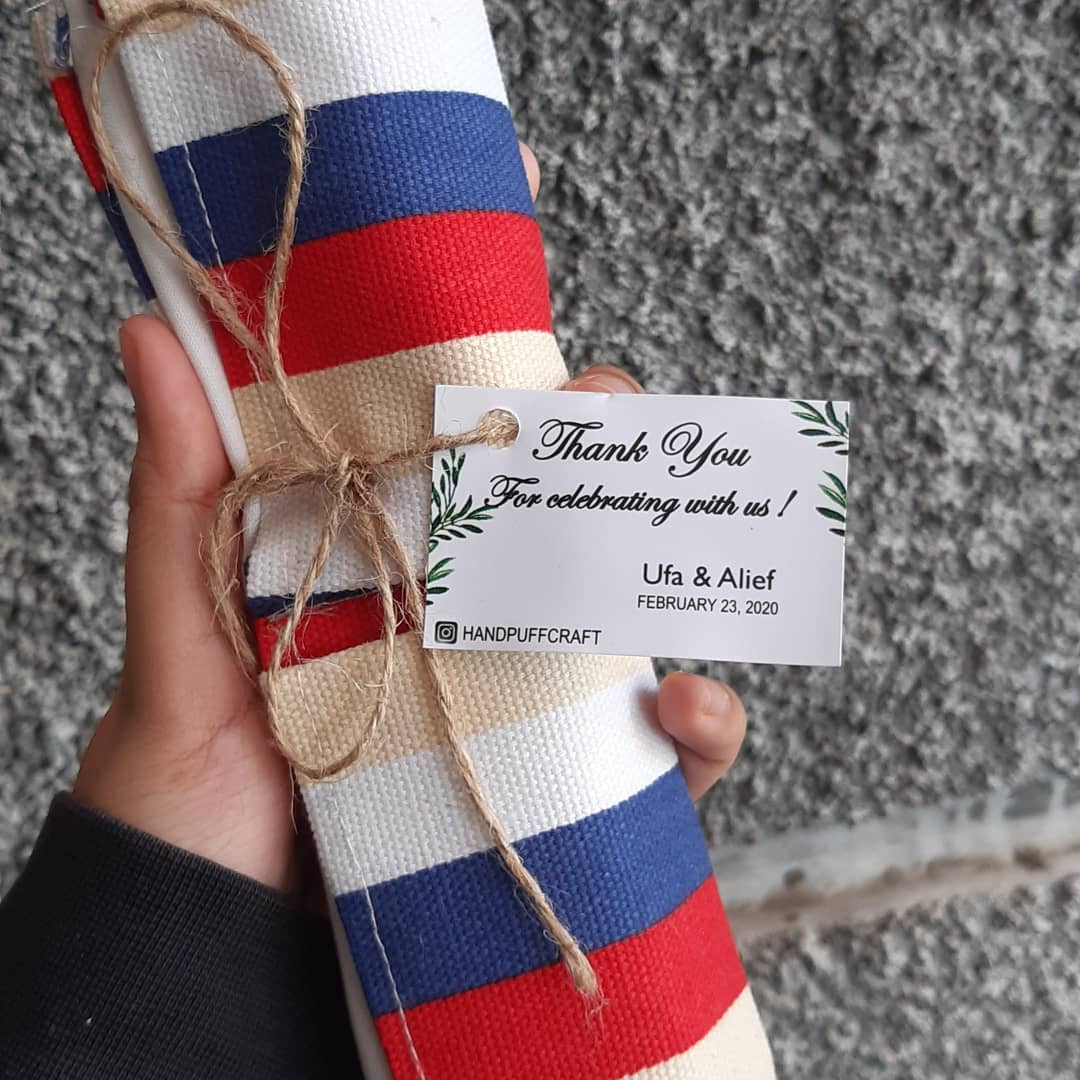 Thank You
For celebrating with us !
Ufa & Alief
FEBRUARY 23, 2020
HANDPUFFCRAFT